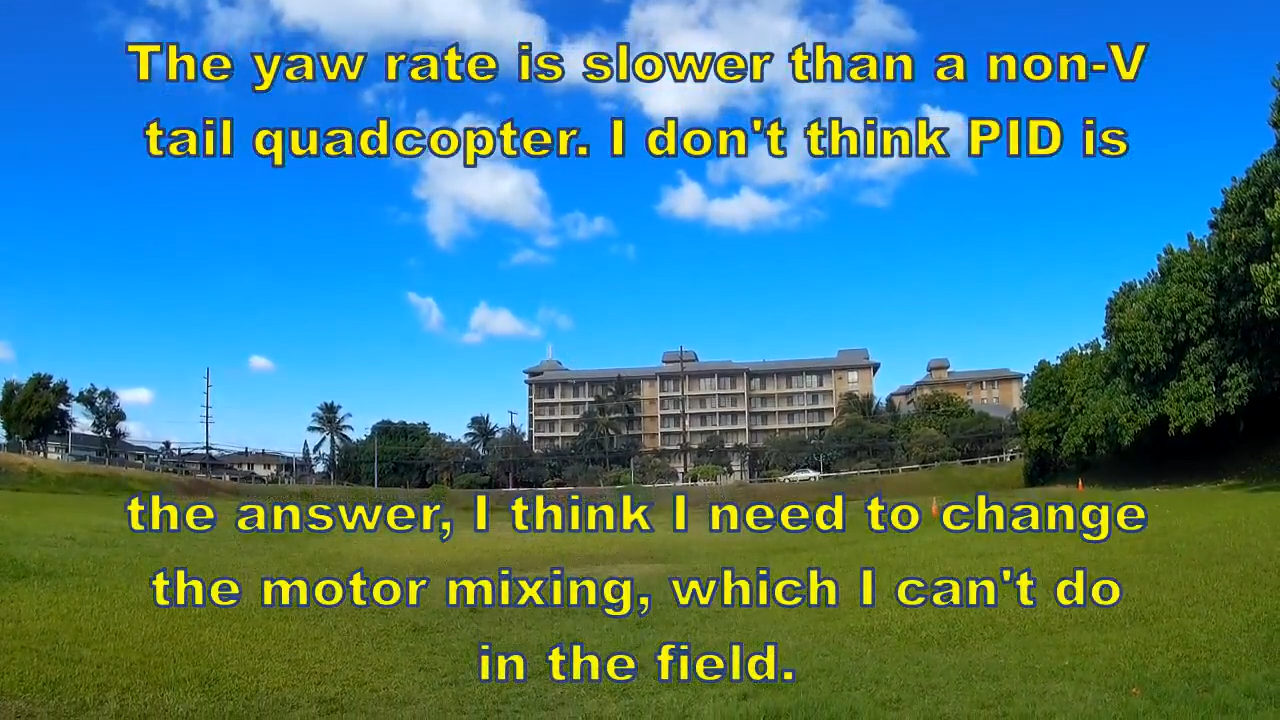 The yaw rate is slower than a non-V
tail quadcopter. I don't think PID is
the answer, I think I need to change
the motor mixing, which I can't do
in the field.